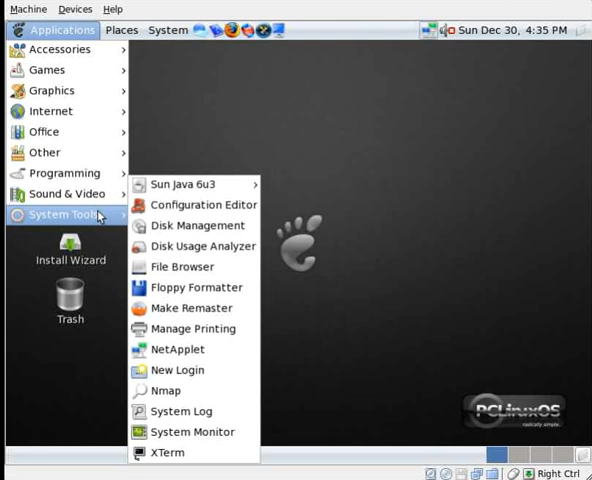 Machine Devices Help
Applications Places System Sun Dec 30, 4:35 PM
Accessories
Games
Graphics
Internet
Office
Other
Programming
Sound & Video
System Tools
Sun Java 6u3
Configuration Editor
Disk Management
Disk Usage Analyzer
File Browser
Floppy Formatter
Make Remaster
Manage Printing
NetApplet
New Login
Nmap
System Log
System Monitor
XTerm
Install Wizard
Trash
PCLinuxOS
radically simple.
Right Ctrl